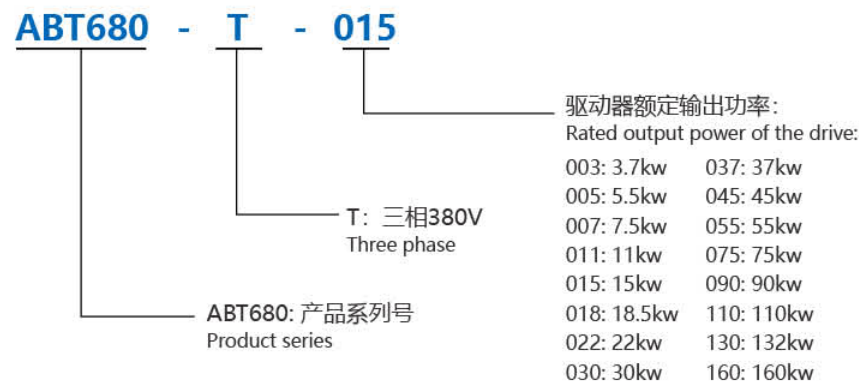 ABT680 - T - 015
驱动器额定输出功率：
Rated output power of the drive:
003: 3.7kw 037: 37kw
005: 5.5kw 045: 45kw
007: 7.5kw 055: 55kw
011: 11kw 075: 75kw
015: 15kw 090: 90kw
018: 18.5kw 110: 110kw
022: 22kw 130: 132kw
030: 30kw 160: 160kw
T：三相380V
Three phase
ABT680: 产品系列号
Product series